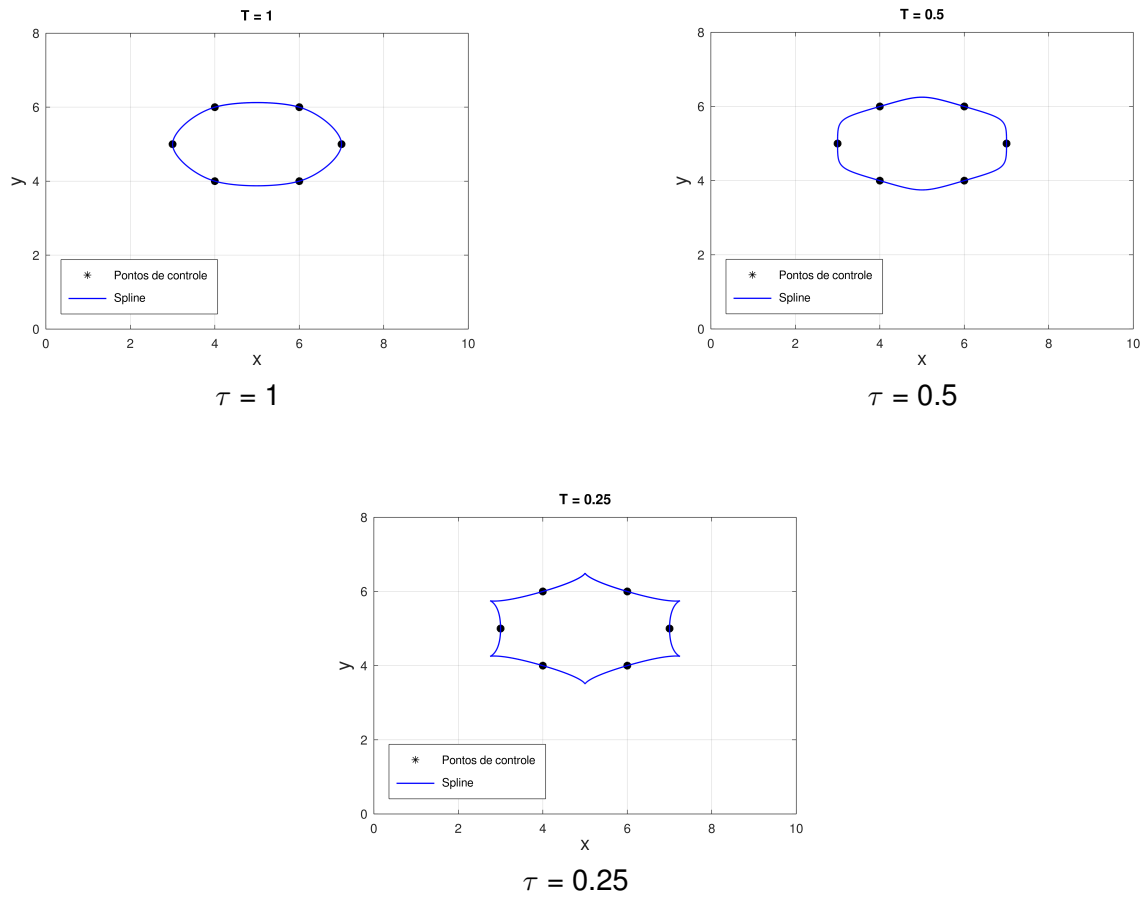 T = 1
8
6
4
2
0
y
Pontos de controle
Spline
0 2 4 6 8 10
x
τ = 1
T = 0.5
8
6
4
2
0
y
Pontos de controle
Spline
0 2 4 6 8 10
x
τ = 0.5
T = 0.25
8
6
4
2
0
y
Pontos de controle
Spline
0 2 4 6 8 10
x
τ = 0.25